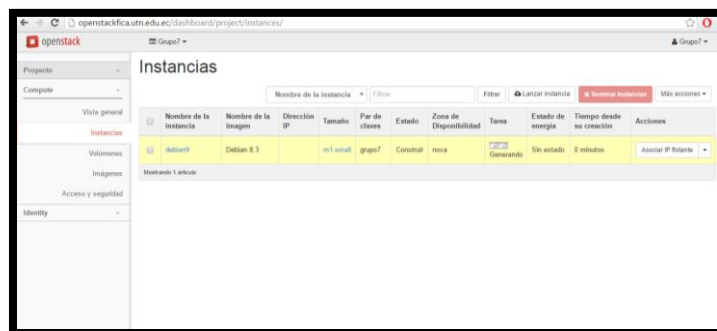 openstackfica.utn.edu.ec/dashboard/project/instances/
openstack
Grupo7
Grupo7
Proyecto
Compute
Vista general
Instancias
Volúmenes
Imágenes
Acceso y seguridad
Identity
Instancias
Nombre de la instancia
Filtrar
Filtrar
Lanzar instancia
Terminar instancias
Más acciones
Nombre de la instancia
Nombre de la imagen
Dirección IP
Tamaño
Par de claves
Estado
Zona de Disponibilidad
Tarea
Estado de energía
Tiempo desde su creación
Acciones
Debian 8.3
m1.small
grupo7
Construir
nova
Generando
Sin estado
0 minutos
Asociar IP flotante
Mostrando 1 artículo